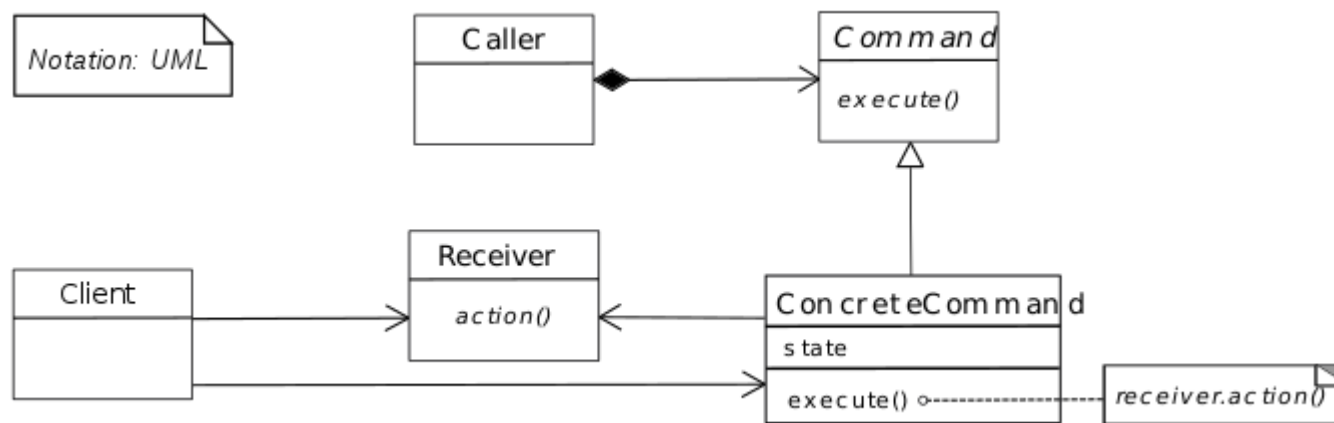 Notation: UML
Caller
Command
execute()
Receiver
action()
Client
ConcreteCommand
state
execute()
receiver.action()